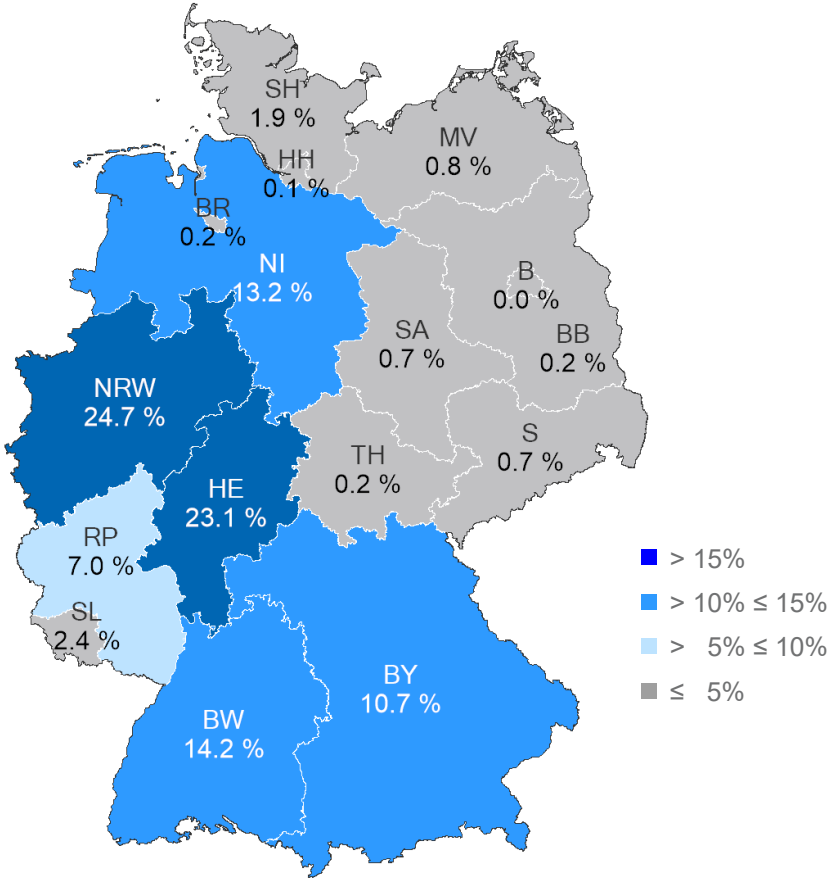 SH
1.9 %
MV
0.8 %
HH
0.1 %
BR
0.2 %
NI
13.2 %
B
0.0 %
SA
0.7 %
BB
0.2 %
NRW
24.7 %
S
0.7 %
TH
0.2 %
HE
23.1 %
RP
7.0 %
SL
2.4 %
BY
10.7 %
BW
14.2 %
> 15%
> 10% ≤ 15%
> 5% ≤ 10%
≤ 5%